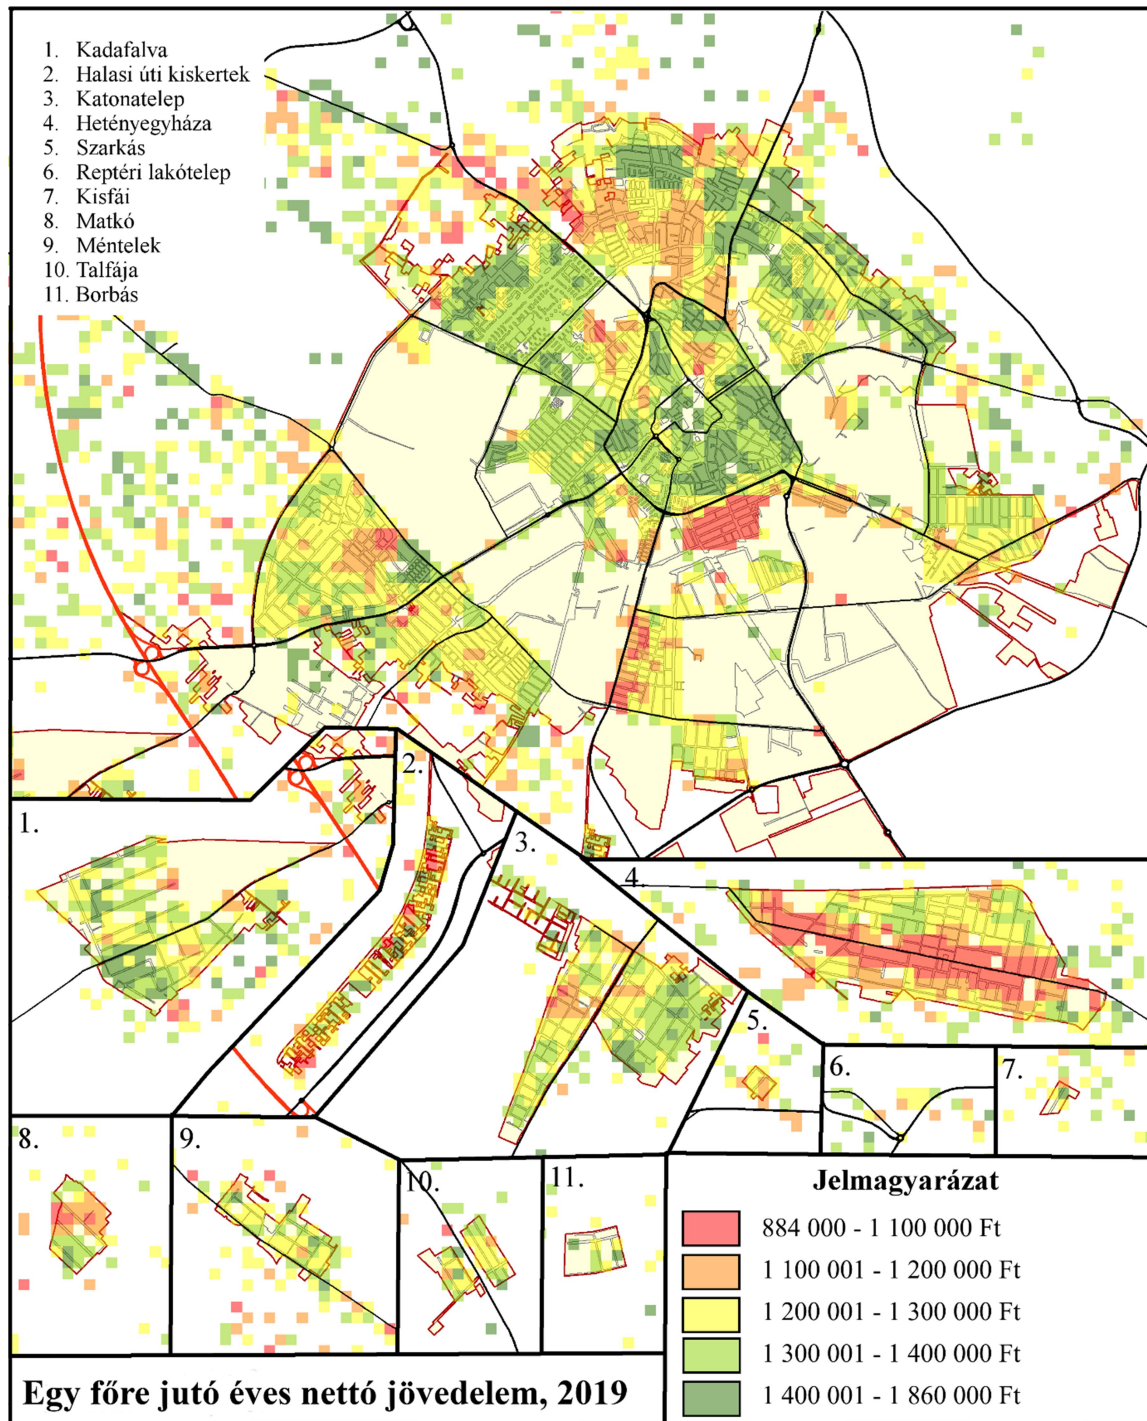 1. Kadafalva
2. Halasi úti kiskertek
3. Katonatelep
4. Hetényegyháza
5. Szarkás
6. Reptéri lakótelep
7. Kisfái
8. Matkó
9. Méntelek
10. Talfája
11. Borbás
1.
2.
3.
4.
5.
6.
7.
8.
9.
10.
11.
Jelmagyarázat
884 000 - 1 100 000 Ft
1 100 001 - 1 200 000 Ft
1 200 001 - 1 300 000 Ft
1 300 001 - 1 400 000 Ft
1 400 001 - 1 860 000 Ft
Egy főre jutó éves nettó jövedelem, 2019